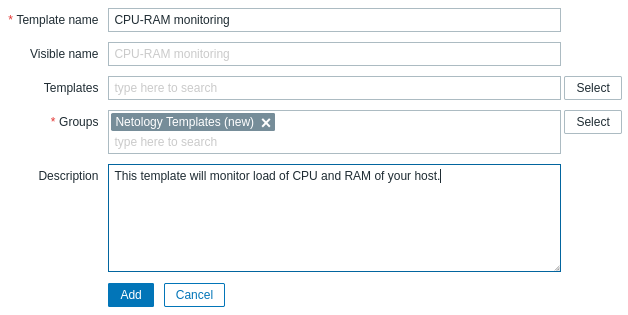 * Template name CPU-RAM monitoring
Visible name CPU-RAM monitoring
Templates type here to search Select
* Groups Netology Templates (new) Select
type here to search
Description This template will monitor load of CPU and RAM of your host.
Add Cancel